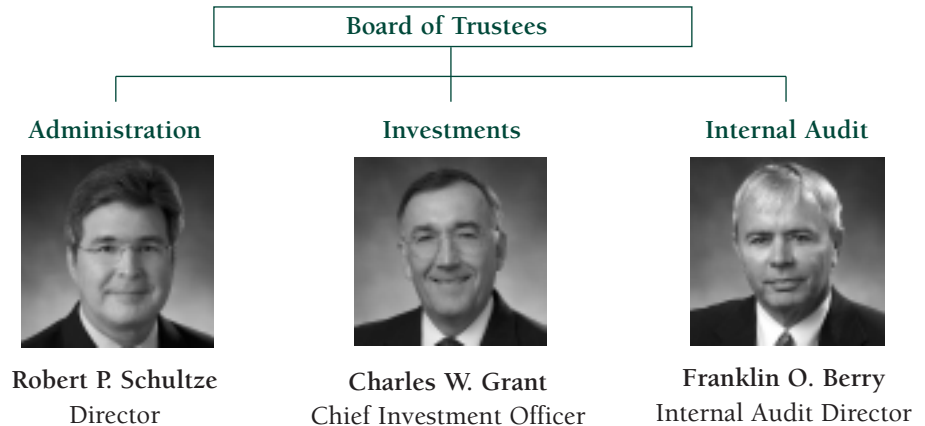 Board of Trustees
Administration
Investments
Internal Audit
Robert P. Schultze
Director
Charles W. Grant
Chief Investment Officer
Franklin O. Berry
Internal Audit Director